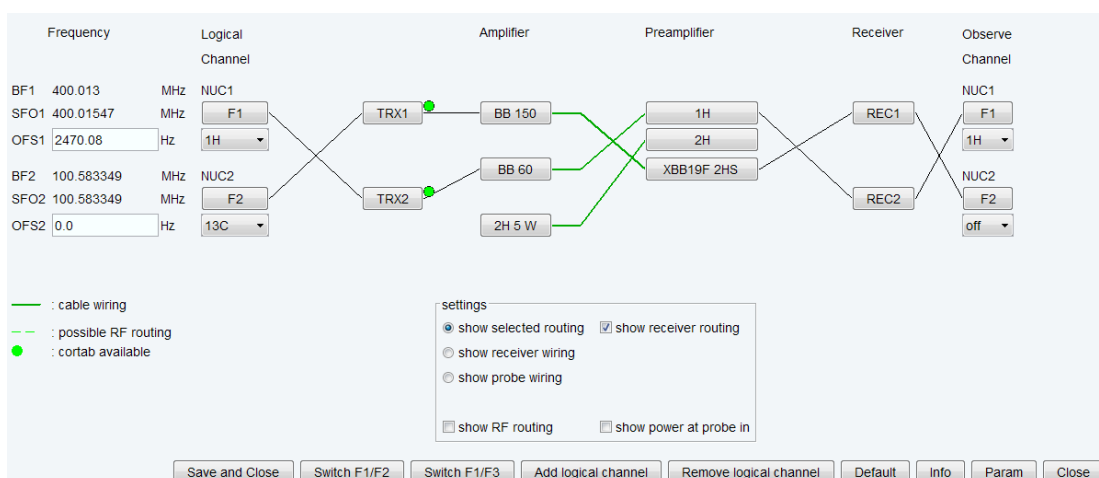 Frequency Logical Amplifier Preamplifier Receiver Observe
Channel Channel
BF1 400.013 MHz NUC1 NUC1
SFO1 400.01547 MHz F1 TRX1 BB 150 1H REC1 F1
OFS1 2470.08 Hz 1H 2H 1H
BF2 100.583349 MHz NUC2 BB 60 XBB19F 2HS NUC2
SFO2 100.583349 MHz F2 TRX2 REC2 F2
OFS2 0.0 Hz 13C 2H 5 W off
: cable wiring
: possible RF routing
: cortab available
settings
show selected routing show receiver routing
show receiver wiring
show probe wiring
show RF routing show power at probe in
Save and Close Switch F1/F2 Switch F1/F3 Add logical channel Remove logical channel Default Info Param Close